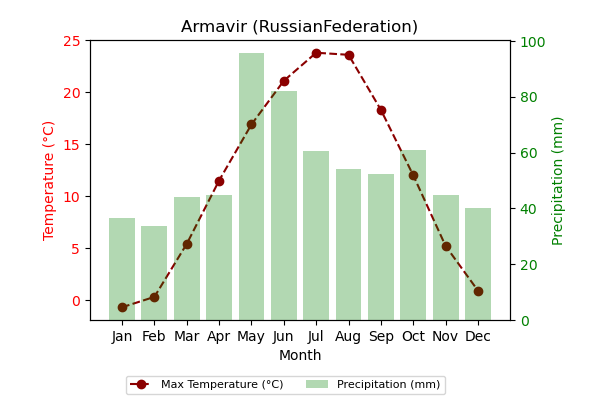 Armavir (RussianFederation)
25
20
15
10
5
0
Temperature (°C)
100
80
60
40
20
0
Precipitation (mm)
Jan Feb Mar Apr May Jun Jul Aug Sep Oct Nov Dec
Month
Max Temperature (°C) Precipitation (mm)